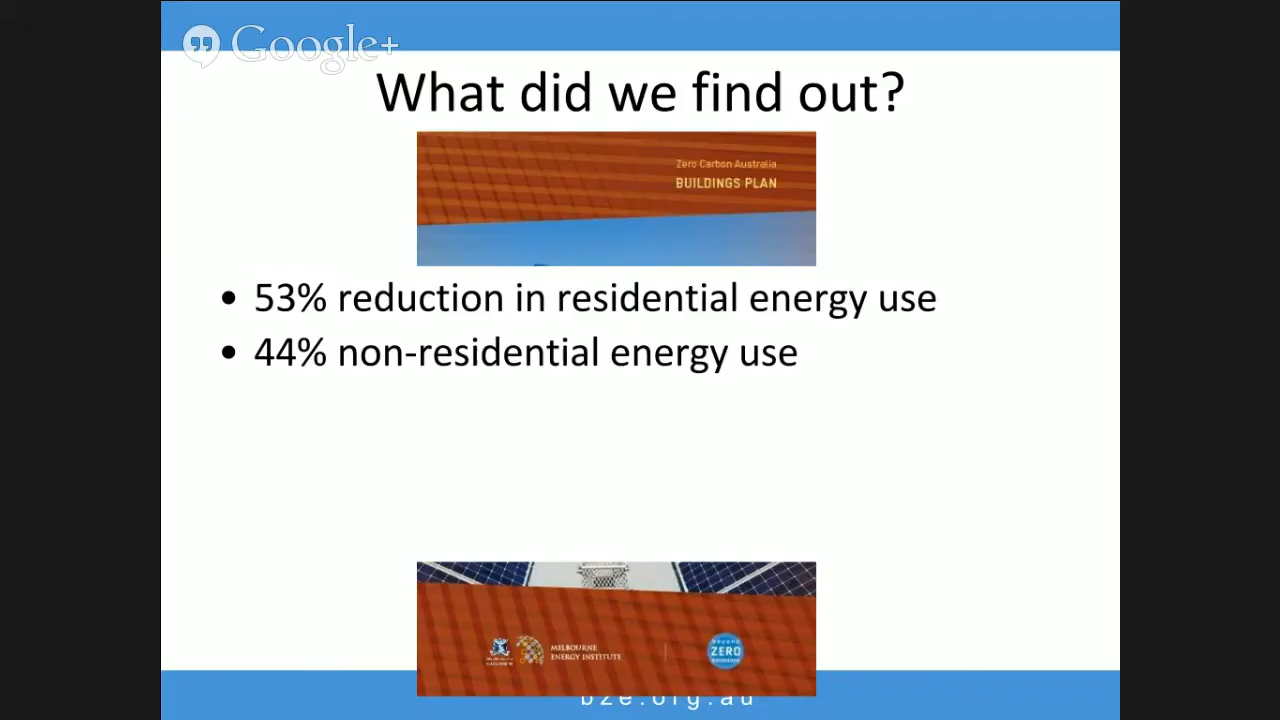 Google+
What did we find out?
Zero Carbon Australia
BUILDINGS PLAN
• 53% reduction in residential energy use
• 44% non-residential energy use
MELBOURNE
ENERGY INSTITUTE
beyond
ZERO
bze.org.au